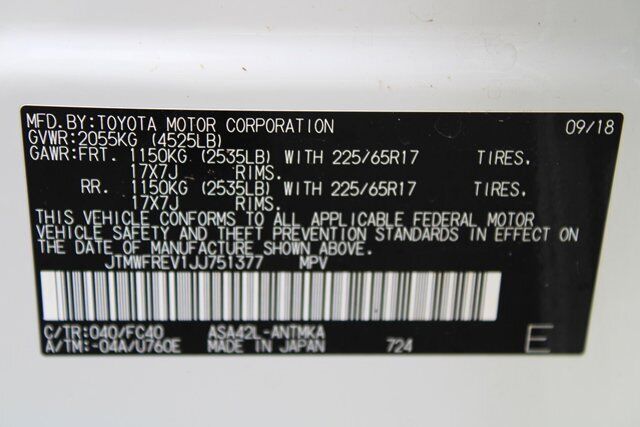 MFD.BY:TOYOTA MOTOR CORPORATION 09/18
GVWR:2055KG (4525LB)
GAWR:FRT. 1150KG (2535LB) WITH 225/65R17 TIRES.
17X7J RIMS.
RR. 1150KG (2535LB) WITH 225/65R17 TIRES.
17X7J RIMS.
THIS VEHICLE CONFORMS TO ALL APPLICABLE FEDERAL MOTOR
VEHICLE SAFETY AND THEFT PREVENTION STANDARDS IN EFFECT
ON THE DATE OF MANUFACTURE SHOWN ABOVE.
JTMWFREV1JJ751377 MPV
C/TR:040/FC40 ASA42L-ANTMKA
A/TM:-04A/U760E MADE IN JAPAN 724 E